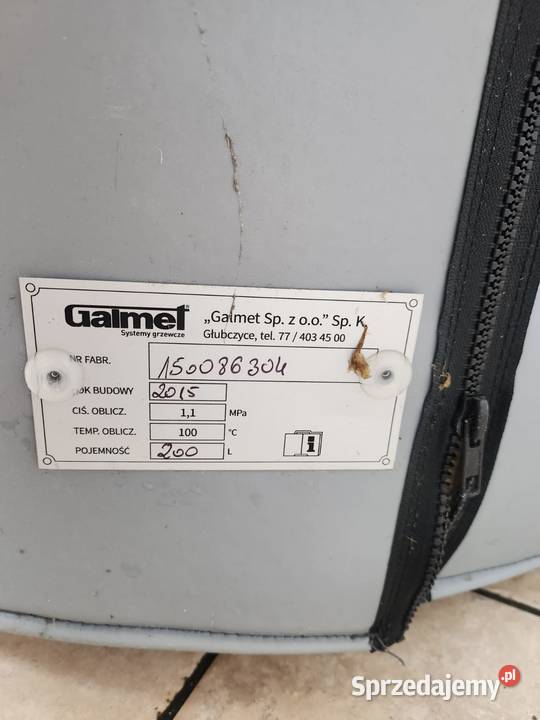 Galmet
Systemy grzewcze
„Galmet Sp. z o.o.” Sp. K
Głubczyce, tel. 77 / 403 45 00
NR FABR. 150086304
ROK BUDOWY 2015
CIŚ. OBLICZ. 1,1 MPa
TEMP. OBLICZ. 100 °C
POJEMNOŚĆ 200 L
i
Sprzedajemy.pl